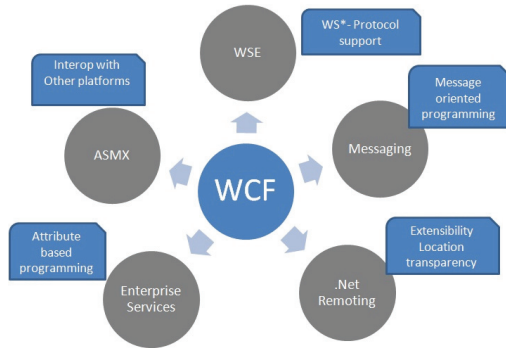 WSE
WS*- Protocol
support
Interop with
Other platforms
ASMX
Message
oriented
programming
Messaging
WCF
Attribute
based
programming
Enterprise
Services
Extensibility
Location
transparency
.Net
Remoting